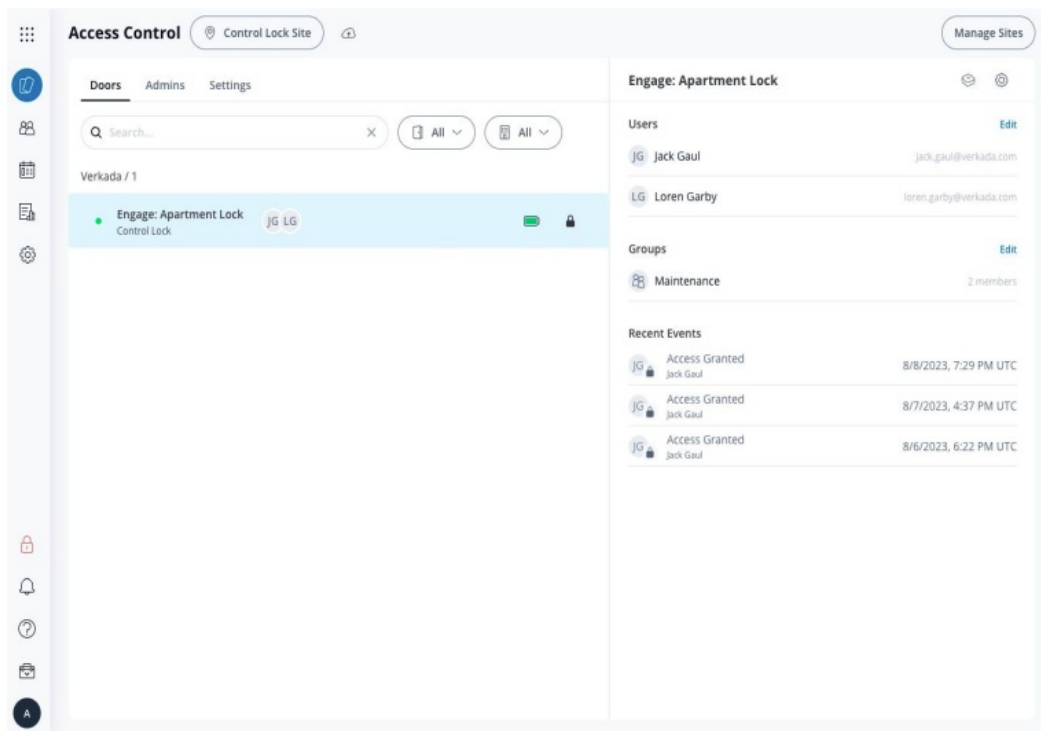 Access Control
Control Lock Site
Manage Sites
Doors Admins Settings
Search...
All
All
Verkada / 1
Engage: Apartment Lock
Control Lock
JG LG
Engage: Apartment Lock
Users Edit
JG Jack Gaul jack.gaul@verkada.com
LG Loren Garby loren.garby@verkada.com
Groups Edit
Maintenance 2 members
Recent Events
JG Access Granted 8/8/2023, 7:29 PM UTC
Jack Gaul
JG Access Granted 8/7/2023, 4:37 PM UTC
Jack Gaul
JG Access Granted 8/6/2023, 6:22 PM UTC
Jack Gaul
A